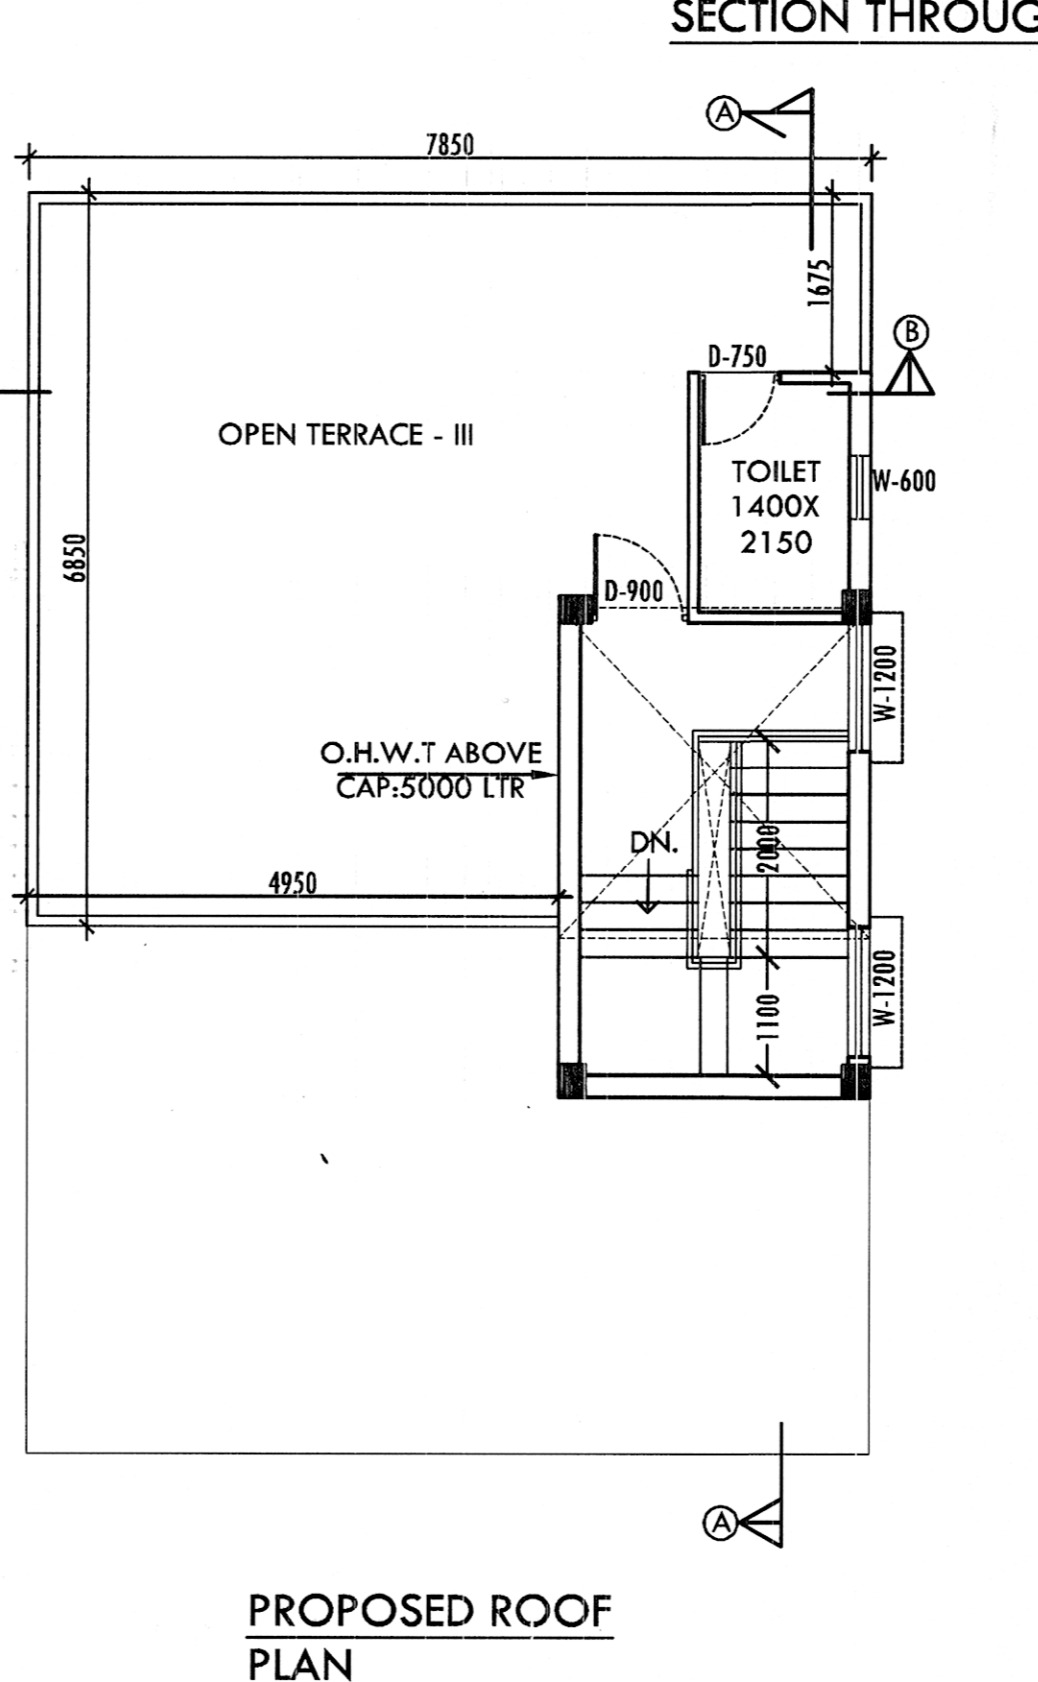 SECTION THROUG
A
7850
1675
B
D-750
OPEN TERRACE - III
TOILET
1400X
2150
W-600
6850
D-900
W-1200
O.H.W.T ABOVE
CAP:5000 LTR
DN.
2000
4950
W-1200
1100
A
PROPOSED ROOF
PLAN